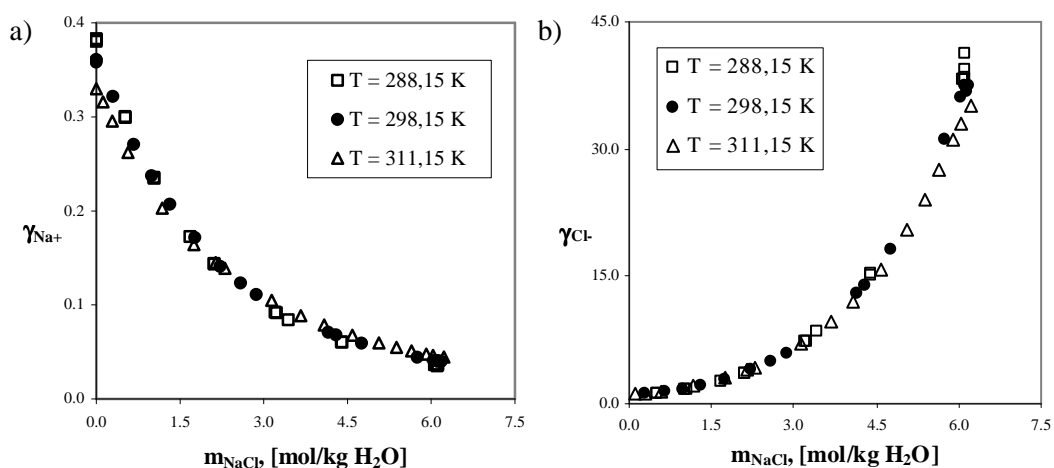 a)
0.4
0.3
0.2
0.1
0.0
γNa+
T = 288,15 K
T = 298,15 K
T = 311,15 K
0.0 1.5 3.0 4.5 6.0 7.5
mNaCl, [mol/kg H2O]
b)
45.0
30.0
15.0
0.0
γCl-
T = 288,15 K
T = 298,15 K
T = 311,15 K
0.0 1.5 3.0 4.5 6.0 7.5
mNaCl, [mol/kg H2O]